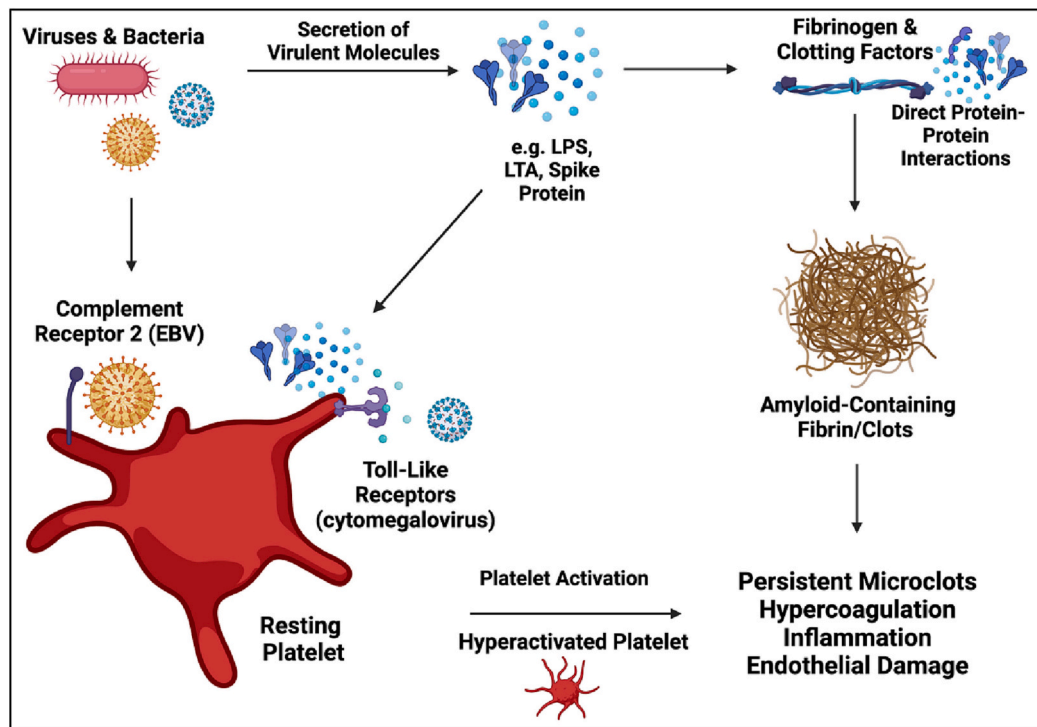 Viruses & Bacteria
Secretion of
Virulent Molecules
e.g. LPS,
LTA, Spike
Protein
Fibrinogen &
Clotting Factors
Direct Protein-
Protein
Interactions
Complement
Receptor 2 (EBV)
Toll-Like
Receptors
(cytomegalovirus)
Amyloid-Containing
Fibrin/Clots
Resting
Platelet
Platelet Activation
Hyperactivated Platelet
Persistent Microclots
Hypercoagulation
Inflammation
Endothelial Damage